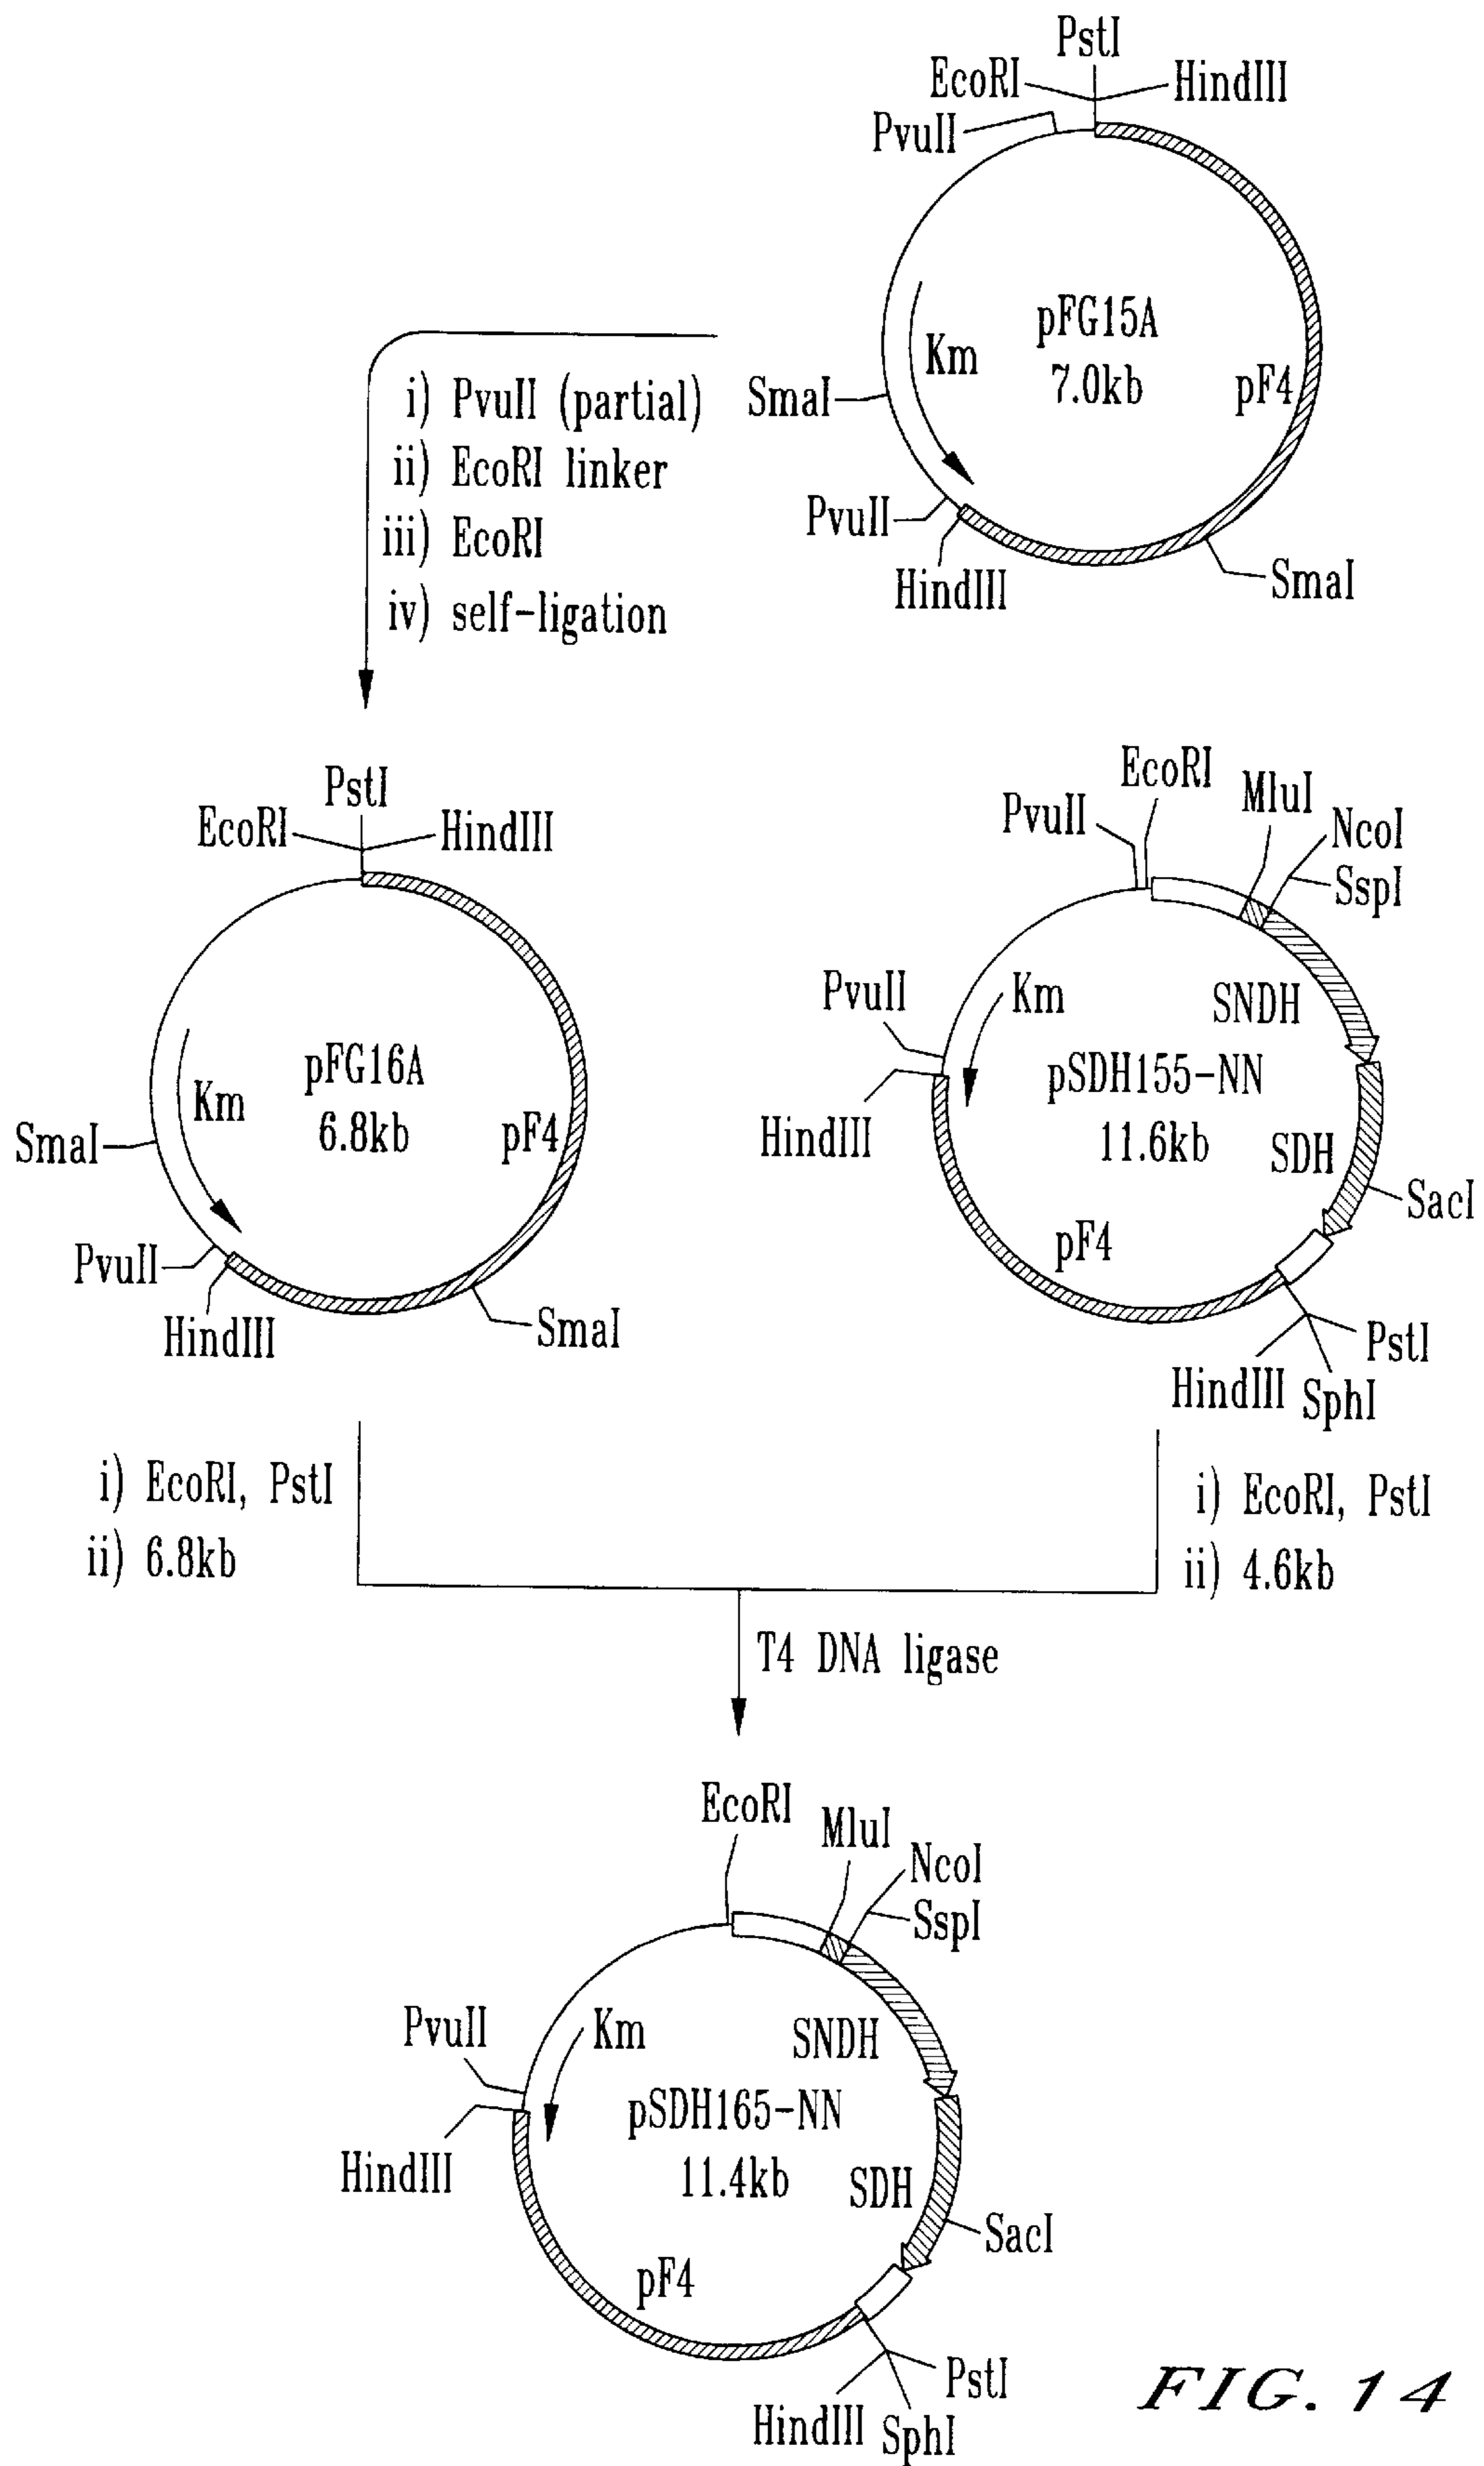 PstI
EcoRI
HindIII
PvuII
pFG15A
7.0kb
Km
pF4
SmaI
PvuII
HindIII
SmaI
i) PvuII (partial)
ii) EcoRI linker
iii) EcoRI
iv) self-ligation
PstI
EcoRI
HindIII
pFG16A
6.8kb
Km
pF4
SmaI
PvuII
HindIII
SmaI
EcoRI
MluI
PvuII
NcoI
SspI
PvuII
Km
SNDH
pSDH155-NN
11.6kb
HindIII
SDH
SacI
pF4
PstI
HindIII
SphI
i) EcoRI, PstI
ii) 6.8kb
i) EcoRI, PstI
ii) 4.6kb
T4 DNA ligase
EcoRI
MluI
NcoI
SspI
PvuII
Km
SNDH
pSDH165-NN
11.4kb
HindIII
SDH
SacI
pF4
PstI
HindIII
SphI
FIG. 14